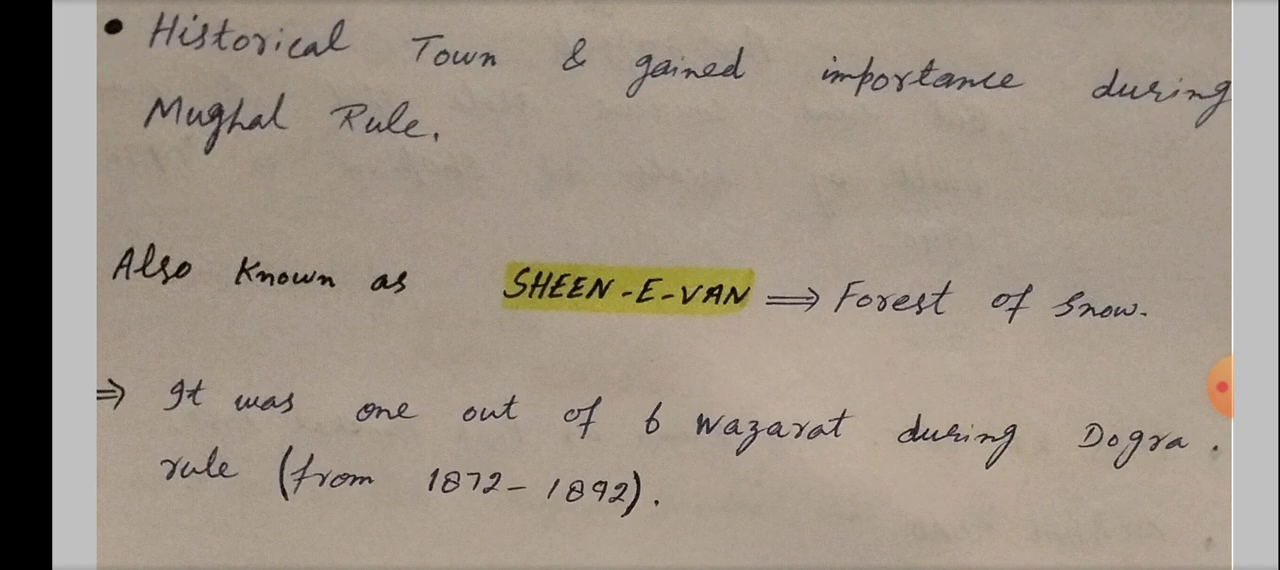 • Historical Town & gained importance during
Mughal Rule.
Also Known as SHEEN-E-VAN ⇒ Forest of Snow.
⇒ It was one out of 6 wazarat during Dogra.
rule (from 1872-1892).